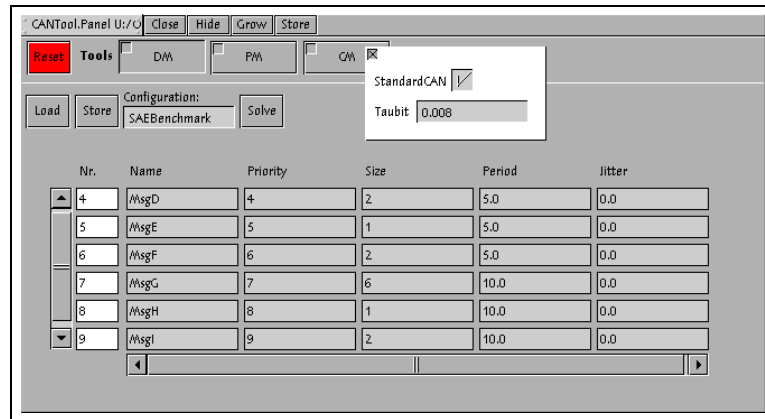 CANTool.Panel U:/O Close Hide Grow Store
Reset Tools DM PM CM
StandardCAN
Taubit 0.008
Load Store Configuration: SAEBenchmark Solve
Nr. Name Priority Size Period Jitter
4 MsgD 4 2 5.0 0.0
5 MsgE 5 1 5.0 0.0
6 MsgF 6 2 5.0 0.0
7 MsgG 7 6 10.0 0.0
8 MsgH 8 1 10.0 0.0
9 MsgI 9 2 10.0 0.0